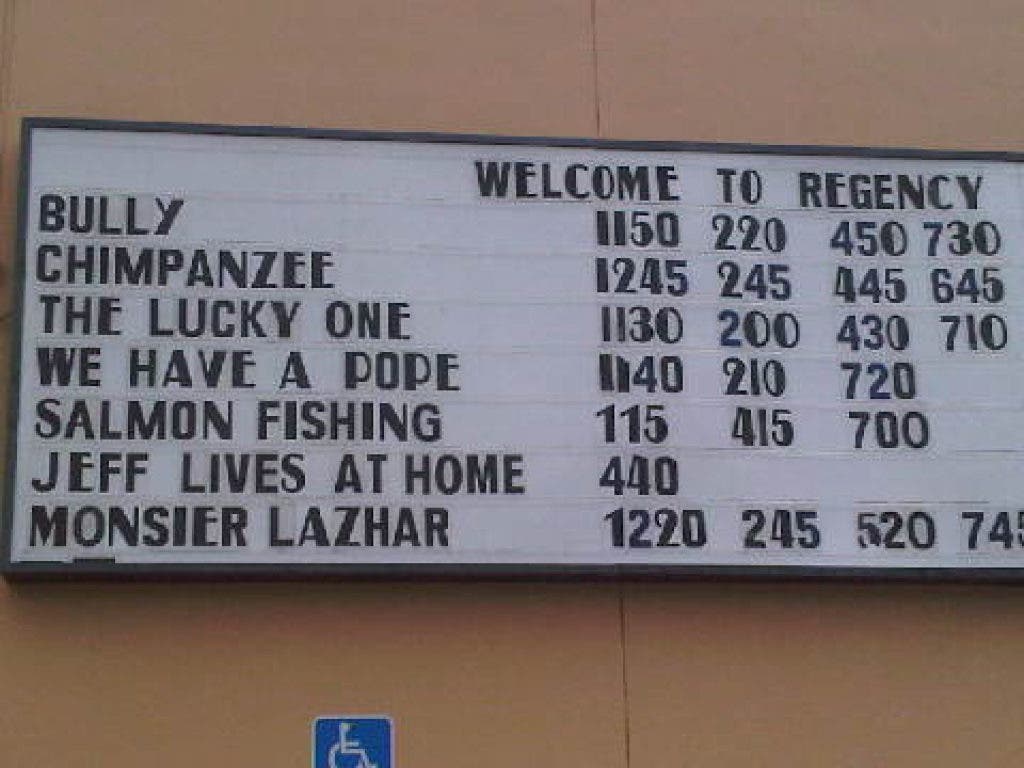 WELCOME TO REGENCY
BULLY 1150 220 450 730
CHIMPANZEE 1245 245 445 645
THE LUCKY ONE 1130 200 430 710
WE HAVE A POPE 1140 210 720
SALMON FISHING 115 415 700
JEFF LIVES AT HOME 440
MONSIER LAZHAR 1220 245 520 745